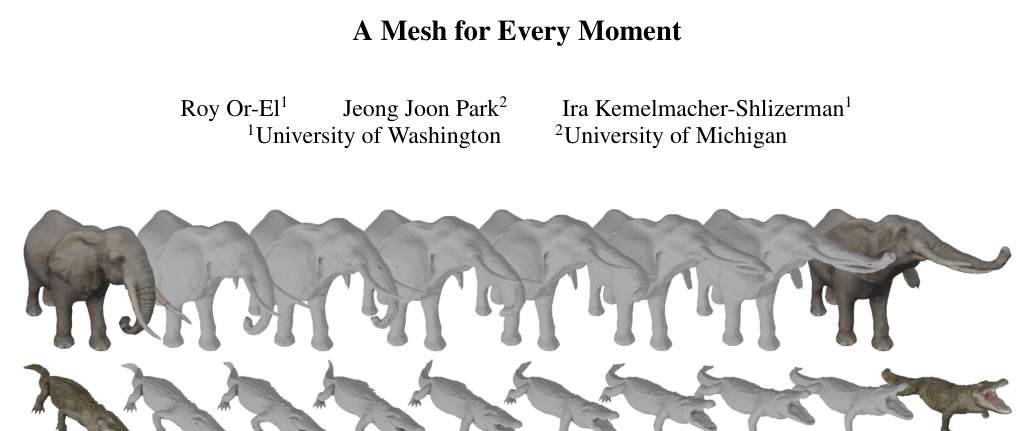 A Mesh for Every Moment
Roy Or-El1 Jeong Joon Park2 Ira Kemelmacher-Shlizerman1
1University of Washington 2University of Michigan